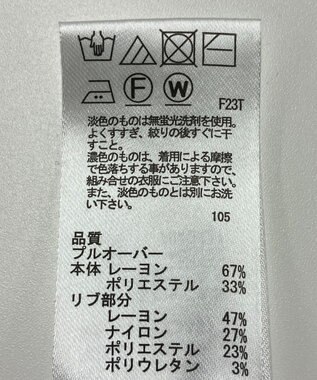 F W
F23T
淡色のものは無蛍光洗剤を使用。
よくすすぎ、絞りの後すぐに干
すこと。
濃色のものは、着用による摩擦
で色落ちする事がありますので、
組み合せの衣服にご注意下さい。
また、淡色のものとは別にお洗
い下さい。
105
品質
プルオーバー
本体 レーヨン 67%
ポリエステル 33%
リブ部分
レーヨン 47%
ナイロン 27%
ポリエステル 23%
ポリウレタン 3%